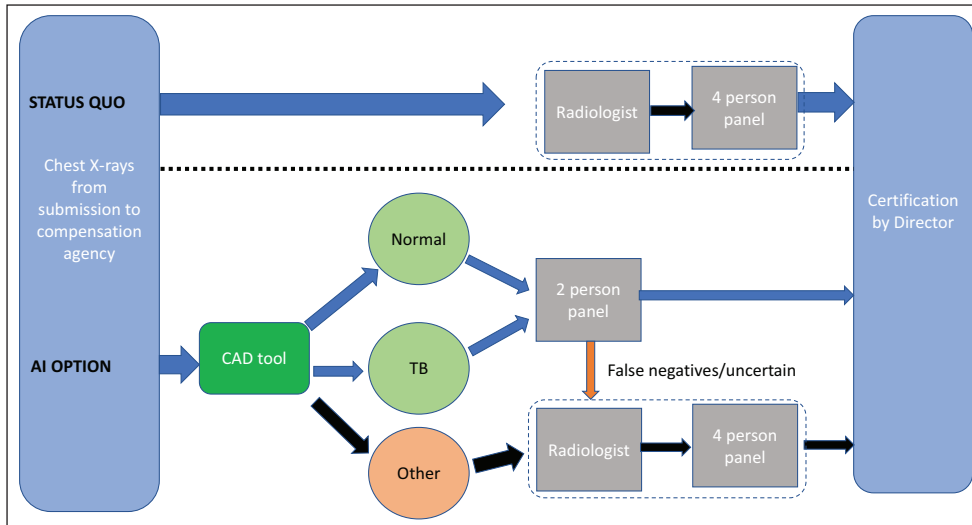 STATUS QUO
Chest X-rays
from
submission to
compensation
agency
AI OPTION
Radiologist
4 person
panel
Certification
by Director
Normal
CAD tool
TB
Other
2 person
panel
False negatives/uncertain
Radiologist
4 person
panel